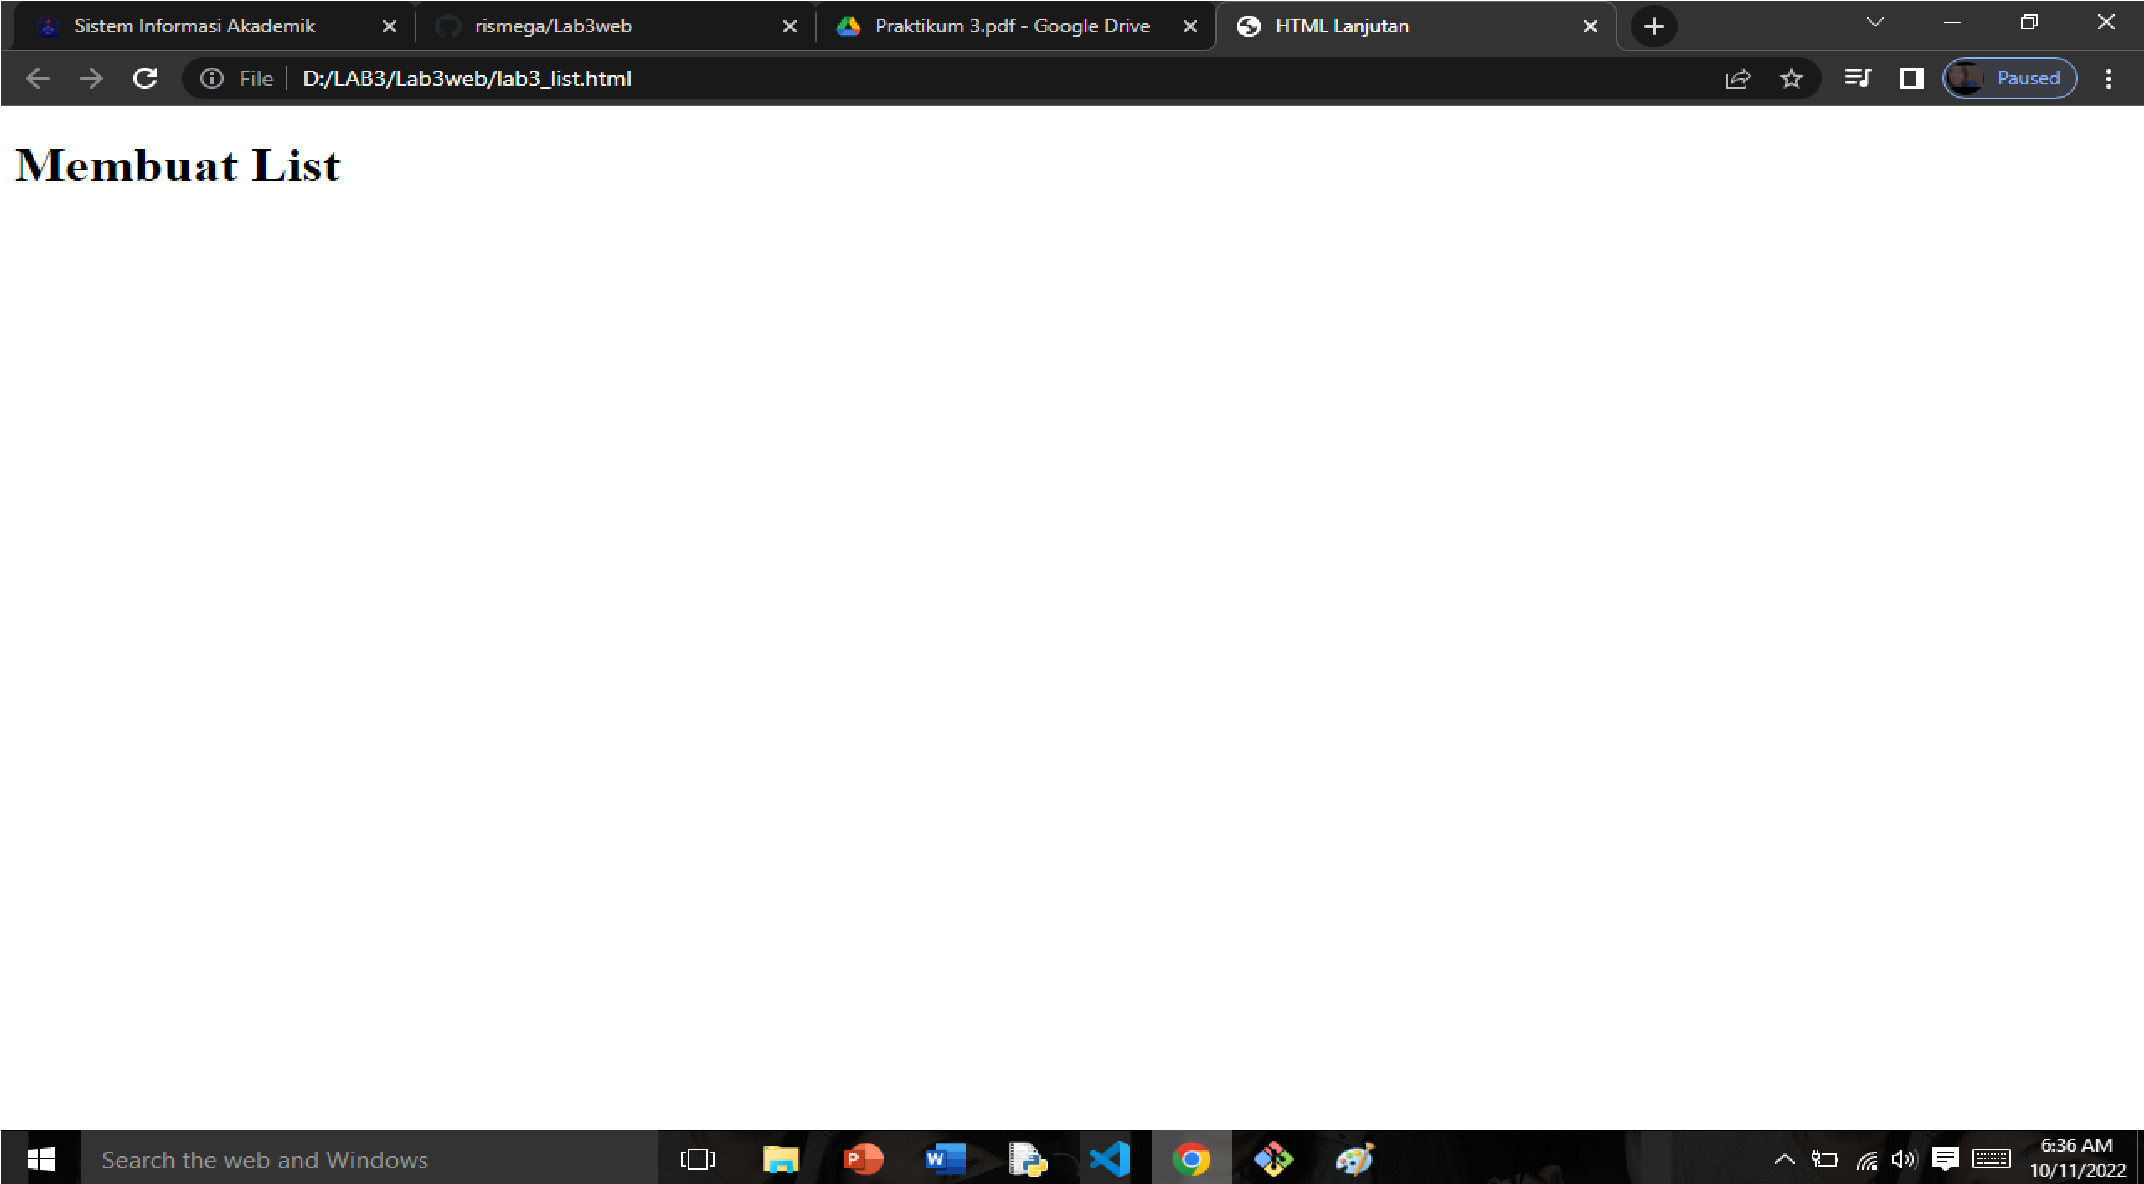 Sistem Informasi Akademik
rismega/Lab3web
Praktikum 3.pdf - Google Drive
HTML Lanjutan
File
D:/LAB3/Lab3web/lab3_list.html
Paused
Membuat List
Search the web and Windows
6:36 AM
10/11/2022